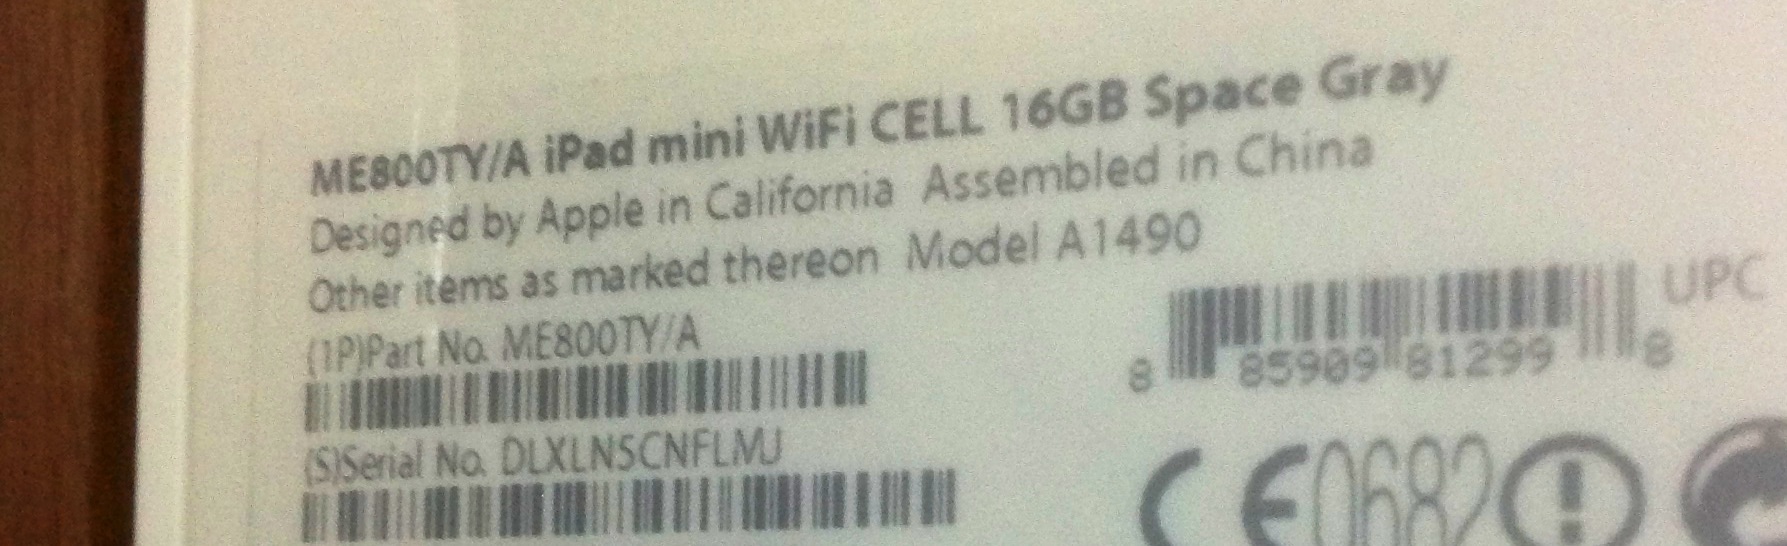 ME800TY/A iPad mini WiFi CELL 16GB Space Gray
Designed by Apple in California Assembled in China
Other items as marked thereon Model A1490
(1P)Part No. ME800TY/A
UPC
8 85909 81299 8
(S)Serial No. DLXLN5CNFLMJ
CE0682